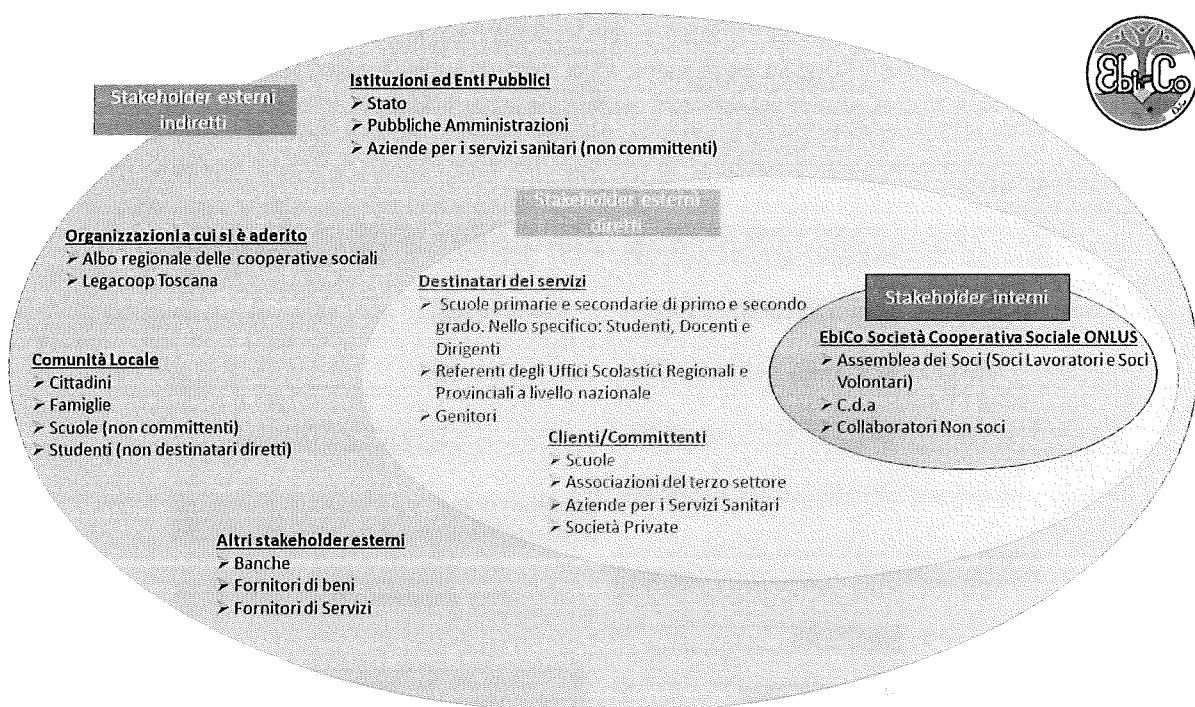 Ebi-Co
Stakeholder esterni
indiretti
Istituzioni ed Enti Pubblici
➢ Stato
➢ Pubbliche Amministrazioni
➢ Aziende per i servizi sanitari (non committenti)
Organizzazioni a cui si è aderito
➢ Albo regionale delle cooperative sociali
➢ Legacoop Toscana
Comunità Locale
➢ Cittadini
➢ Famiglie
➢ Scuole (non committenti)
➢ Studenti (non destinatari diretti)
Altri stakeholder esterni
➢ Banche
➢ Fornitori di beni
➢ Fornitori di Servizi
Stakeholder esterni
diretti
Destinatari dei servizi
➢ Scuole primarie e secondarie di primo e secondo
grado. Nello specifico: Studenti, Docenti e
Dirigenti
➢ Referenti degli Uffici Scolastici Regionali e
Provinciali a livello nazionale
➢ Genitori
Clienti/Committenti
➢ Scuole
➢ Associazioni del terzo settore
➢ Aziende per i Servizi Sanitari
➢ Società Private
Stakeholder interni
EbiCo Società Cooperativa Sociale ONLUS
➢ Assemblea dei Soci (Soci Lavoratori e Soci
Volontari)
➢ C.d.a
➢ Collaboratori Non soci